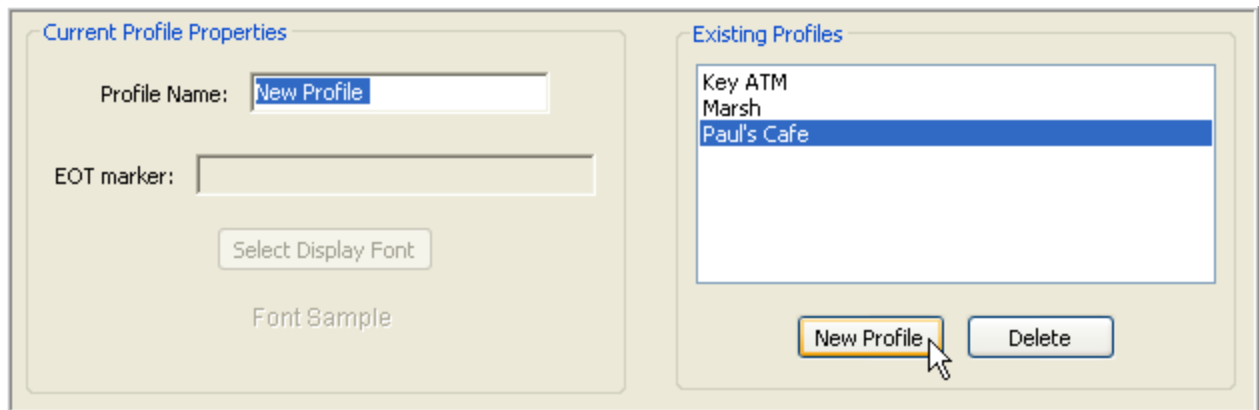 Current Profile Properties
Profile Name: New Profile
EOT marker:
Select Display Font
Font Sample
Existing Profiles
Key ATM
Marsh
Paul's Cafe
New Profile
Delete